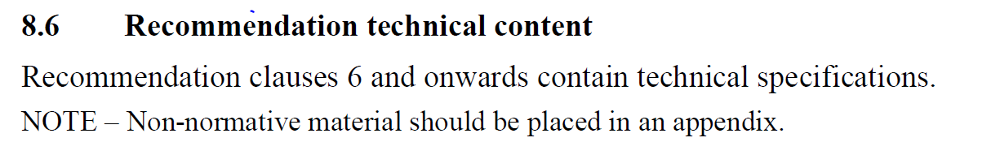 8.6 Recommendation technical content
Recommendation clauses 6 and onwards contain technical specifications.
NOTE – Non-normative material should be placed in an appendix.